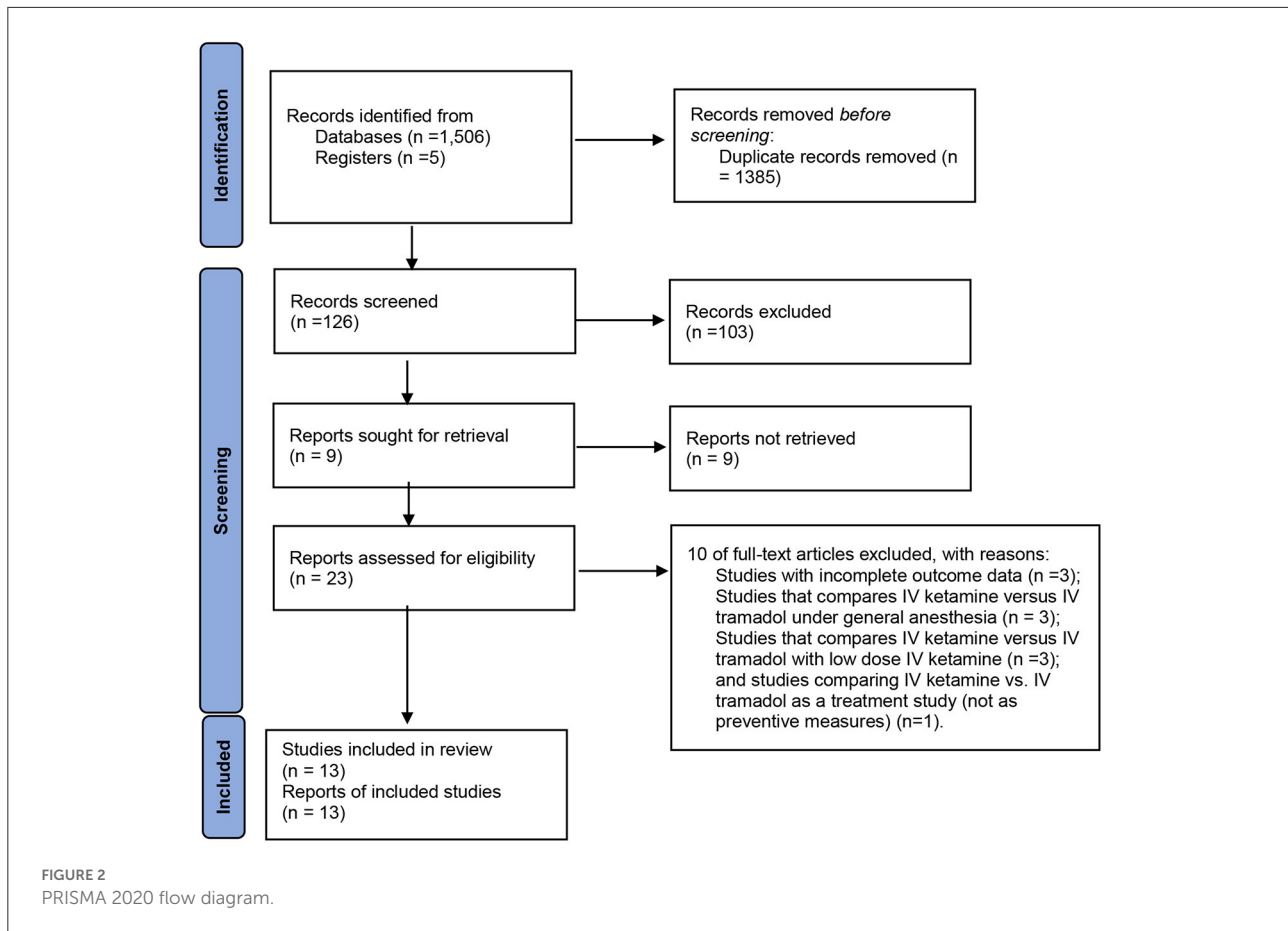 Identification
Records identified from
Databases (n =1,506)
Registers (n =5)
Records removed before
screening:
Duplicate records removed (n
= 1385)
Screening
Records screened
(n =126)
Records excluded
(n =103)
Reports sought for retrieval
(n = 9)
Reports not retrieved
(n = 9)
Reports assessed for eligibility
(n = 23)
10 of full-text articles excluded, with reasons:
Studies with incomplete outcome data (n =3);
Studies that compares IV ketamine versus IV
tramadol under general anesthesia (n = 3);
Studies that compares IV ketamine versus IV
tramadol with low dose IV ketamine (n =3);
and studies comparing IV ketamine vs. IV
tramadol as a treatment study (not as
preventive measures) (n=1).
Included
Studies included in review
(n = 13)
Reports of included studies
(n = 13)
FIGURE 2
PRISMA 2020 flow diagram.